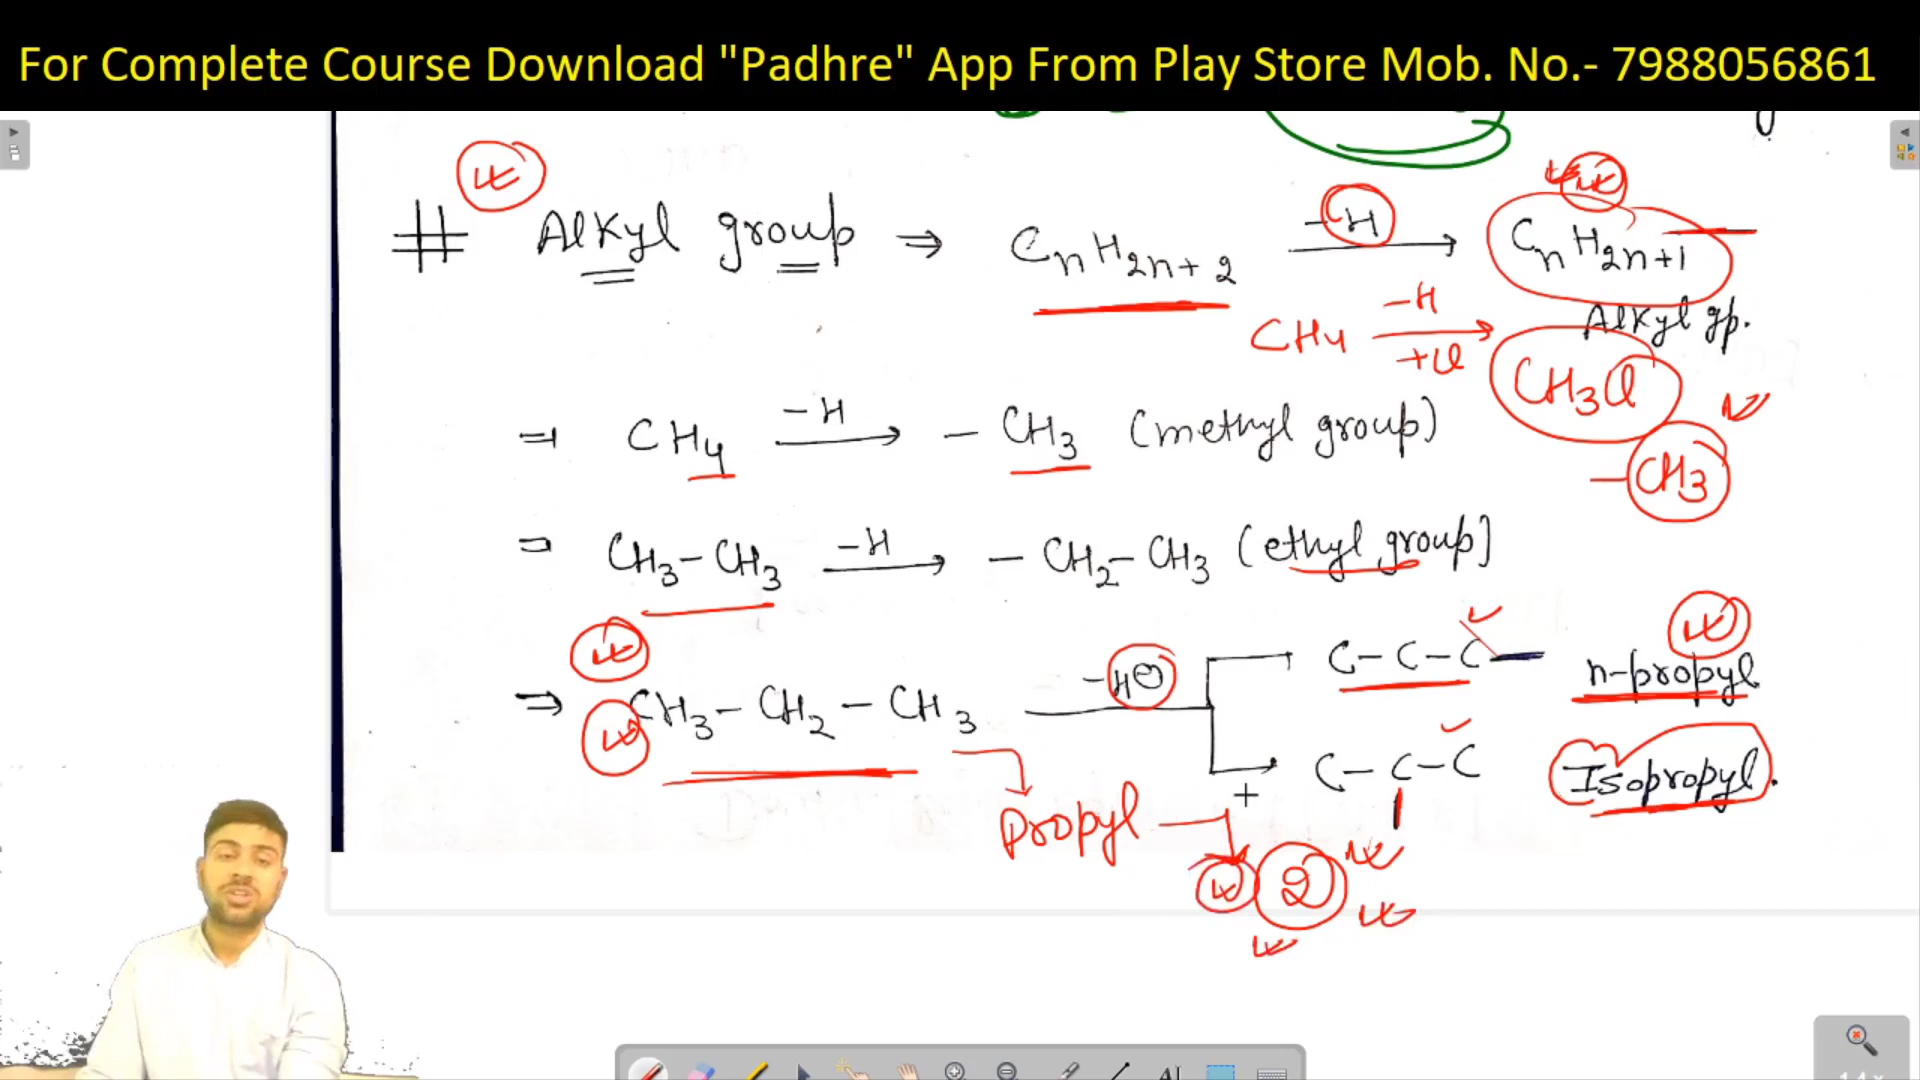 For Complete Course Download "Padhre" App From Play Store Mob. No.- 7988056861
# Alkyl group ⇒ CnH2n+2 -H → CnH2n+1
Alkyl gp.
CH4 -H +Cl → CH3Cl
⇒ CH4 -H → - CH3 (methyl group)
- CH3
⇒ CH3-CH3 -H → - CH2-CH3 (ethyl group)
⇒ CH3-CH2-CH3 -H → C-C-C- n-propyl
+ C-C-C Isopropyl.
Propyl → 2